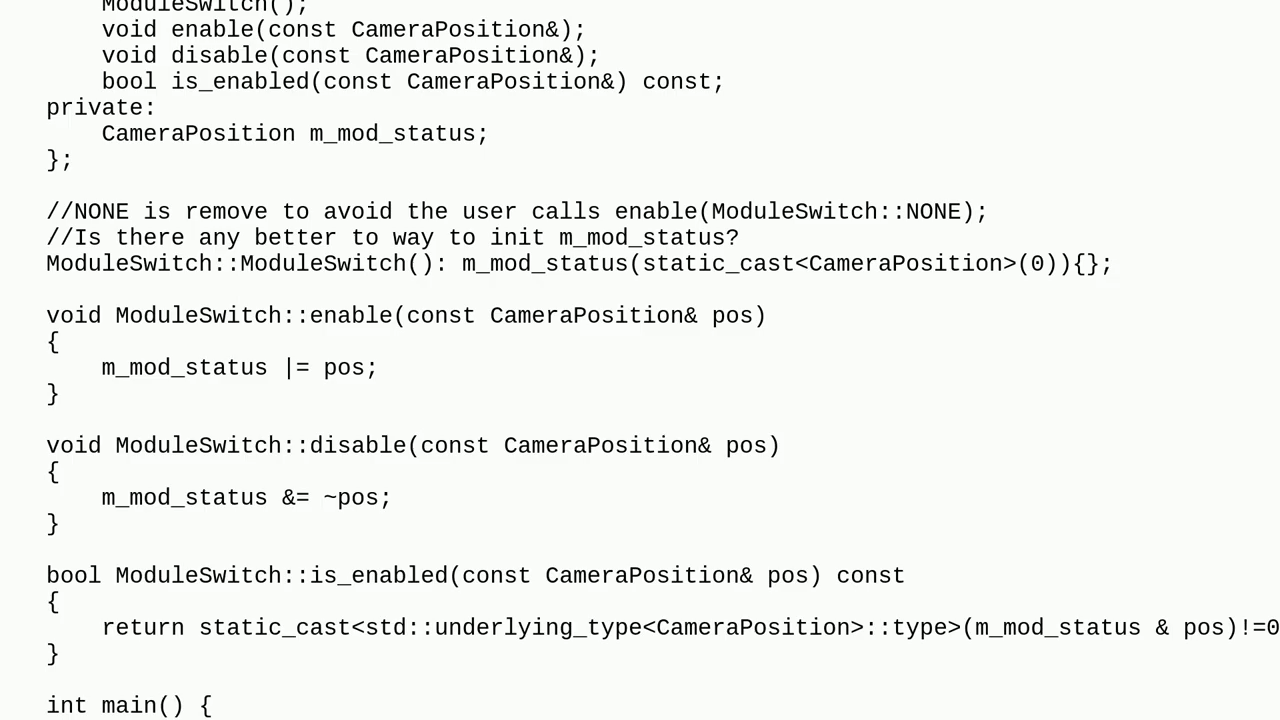 ModuleSwitch();
void enable(const CameraPosition&);
void disable(const CameraPosition&);
bool is_enabled(const CameraPosition&) const;
private:
CameraPosition m_mod_status;
};
//NONE is remove to avoid the user calls enable(ModuleSwitch::NONE);
//Is there any better to way to init m_mod_status?
ModuleSwitch::ModuleSwitch(): m_mod_status(static_cast<CameraPosition>(0)){};
void ModuleSwitch::enable(const CameraPosition& pos)
{
m_mod_status |= pos;
}
void ModuleSwitch::disable(const CameraPosition& pos)
{
m_mod_status &= ~pos;
}
bool ModuleSwitch::is_enabled(const CameraPosition& pos) const
{
return static_cast<std::underlying_type<CameraPosition>::type>(m_mod_status & pos)!=0
}
int main() {